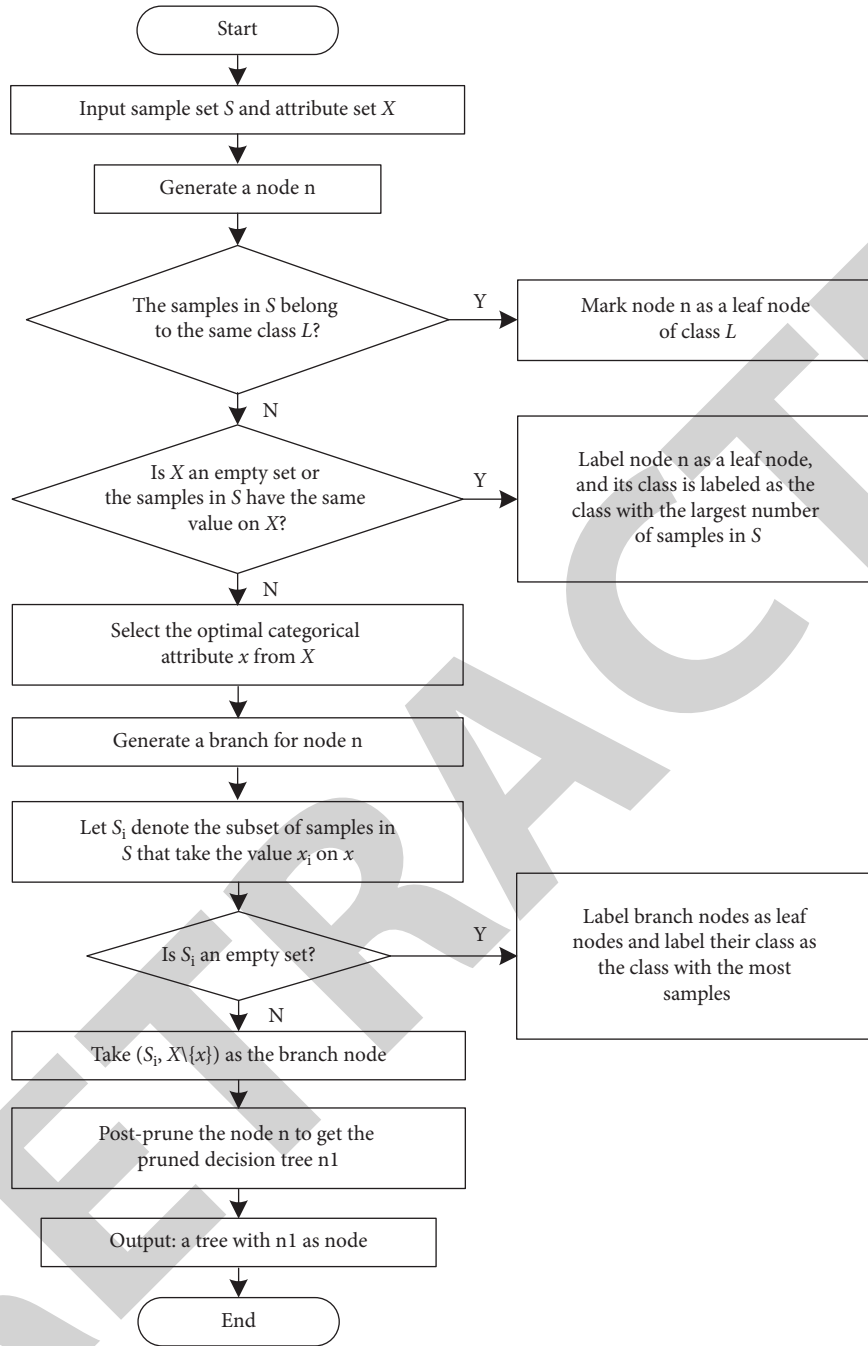 Start
Input sample set S and attribute set X
Generate a node n
The samples in S belong
to the same class L?
Y
Mark node n as a leaf node
of class L
N
Is X an empty set or
the samples in S have the same
value on X?
Y
Label node n as a leaf node,
and its class is labeled as the
class with the largest number
of samples in S
N
Select the optimal categorical
attribute x from X
Generate a branch for node n
Let Si denote the subset of samples in
S that take the value xi on x
Is Si an empty set?
Y
Label branch nodes as leaf
nodes and label their class as
the class with the most
samples
N
Take (Si, X\{x}) as the branch node
Post-prune the node n to get the
pruned decision tree n1
Output: a tree with n1 as node
End
RETRACT